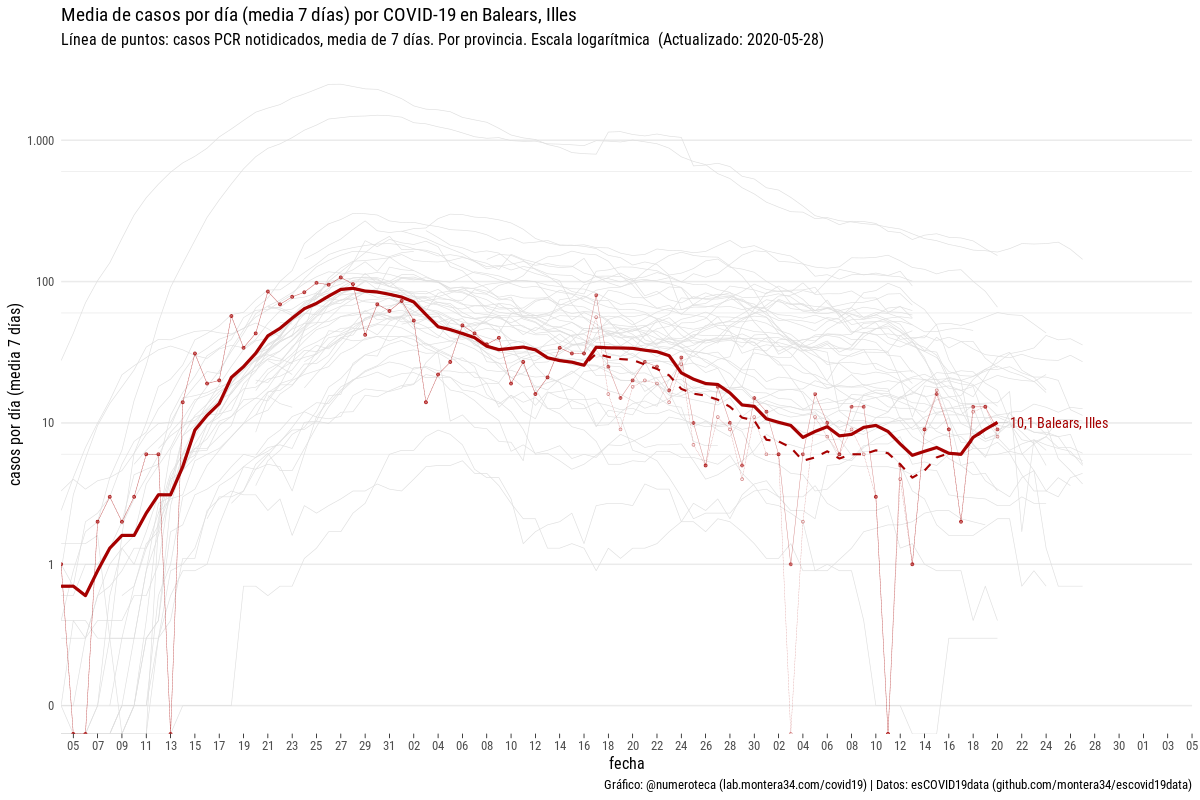 Media de casos por día (media 7 días) por COVID-19 en Balears, Illes
Línea de puntos: casos PCR notidicados, media de 7 días. Por provincia. Escala logarítmica (Actualizado: 2020-05-28)
casos por día (media 7 días)
1.000
100
10
1
0
10,1 Balears, Illes
05 07 09 11 13 15 17 19 21 23 25 27 29 31 02 04 06 08 10 12 14 16 18 20 22 24 26 28 30 02 04 06 08 10 12 14 16 18 20 22 24 26 28 30 01 03 05
fecha
Gráfico: @numeroteca (lab.montera34.com/covid19) | Datos: esCOVID19data (github.com/montera34/escovid19data)